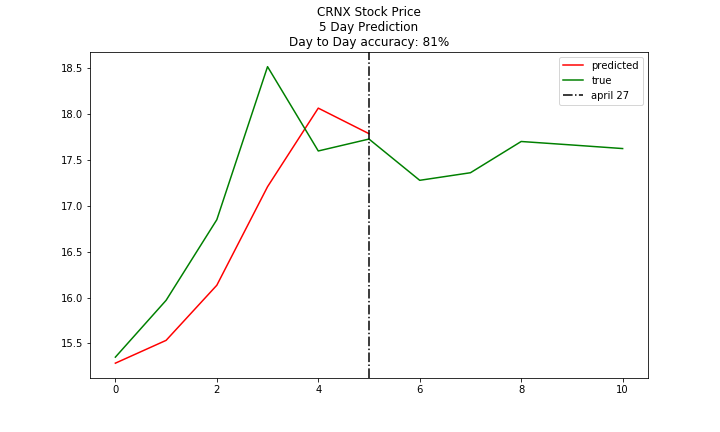 CRNX Stock Price
5 Day Prediction
Day to Day accuracy: 81%
predicted
true
april 27
18.5
18.0
17.5
17.0
16.5
16.0
15.5
0 2 4 6 8 10